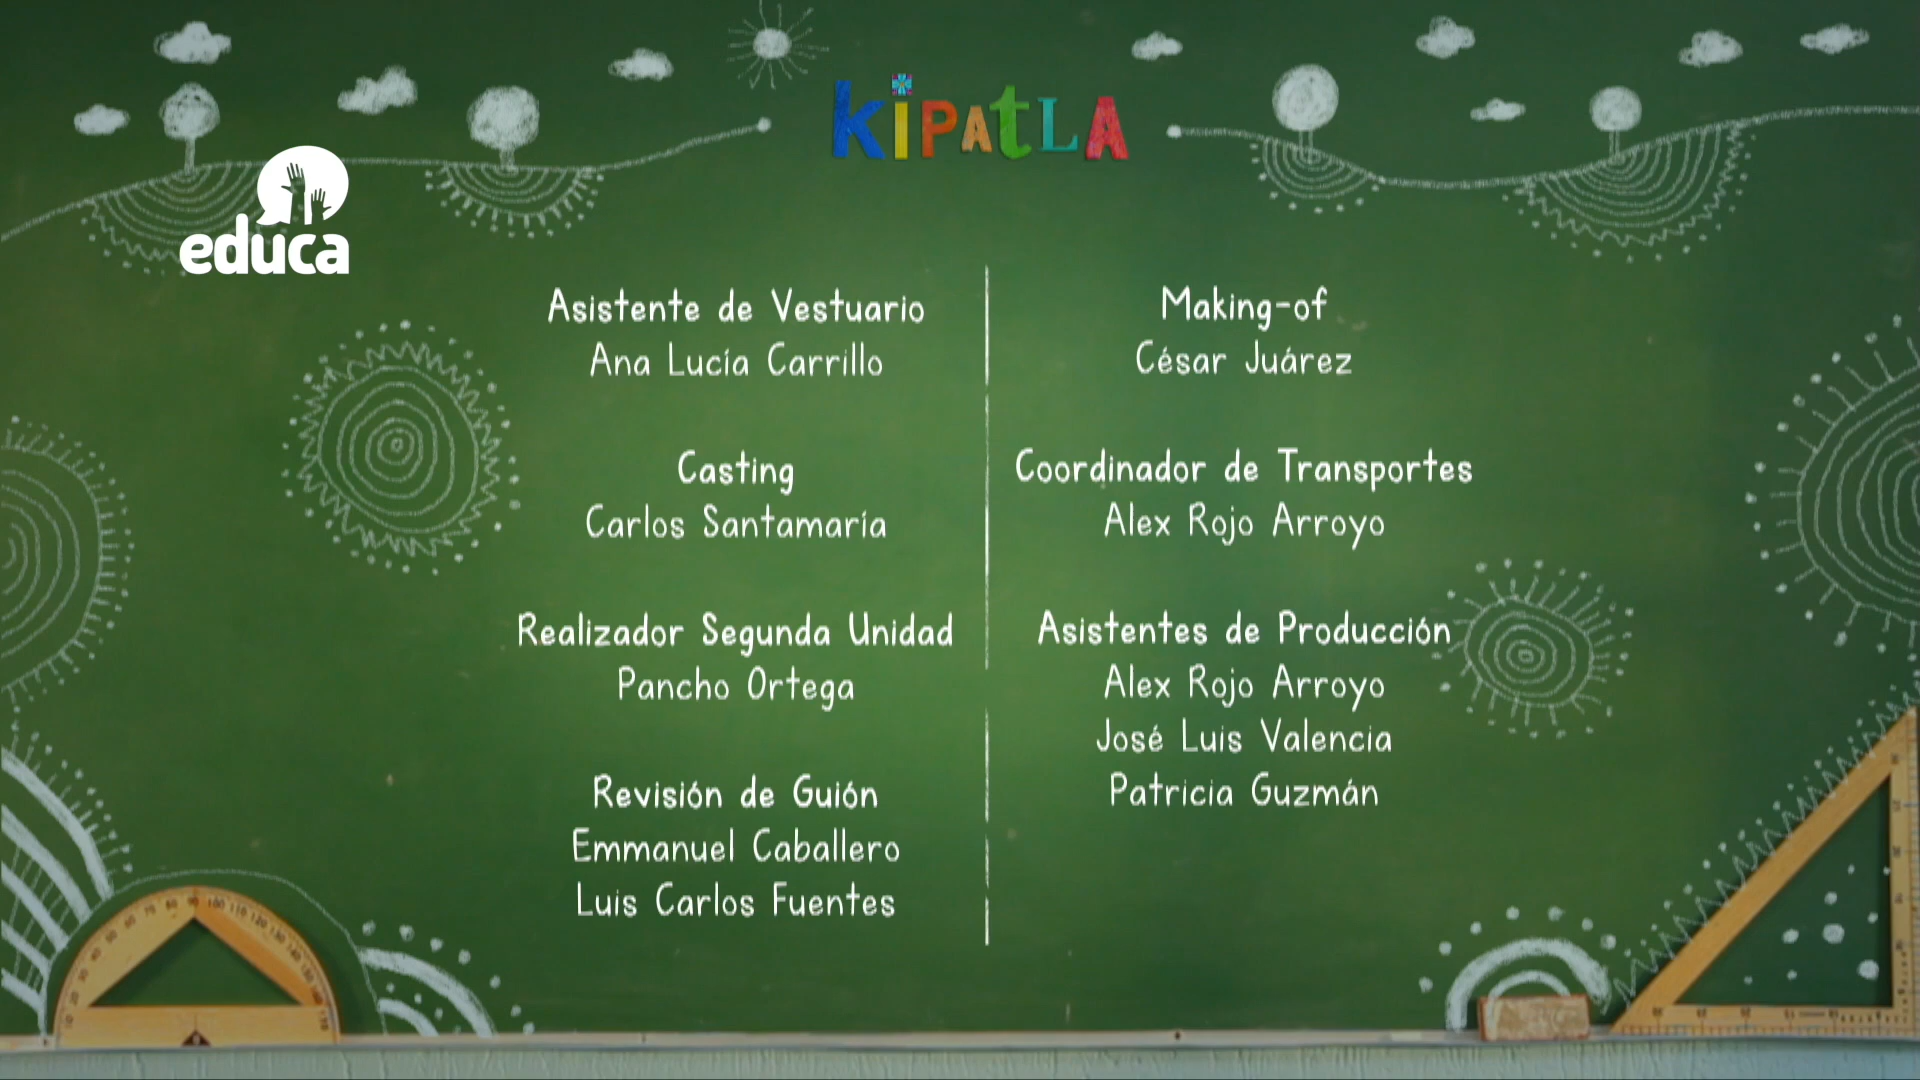 KiPATLA
educa
Asistente de Vestuario
Ana Lucía Carrillo
Casting
Carlos Santamaría
Realizador Segunda Unidad
Pancho Ortega
Revisión de Guión
Emmanuel Caballero
Luis Carlos Fuentes
Making-of
César Juárez
Coordinador de Transportes
Alex Rojo Arroyo
Asistentes de Producción
Alex Rojo Arroyo
José Luis Valencia
Patricia Guzmán